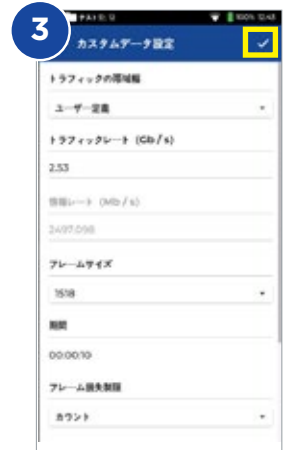 3
100% 12:43
カスタムデータ設定
トラフィックの帯域幅
ユーザー定義
トラフィックレート (Gb/s)
2.53
情報レート (Mb/s)
2497.098
フレームサイズ
1518
期間
00:00:10
フレーム損失制限
カウント